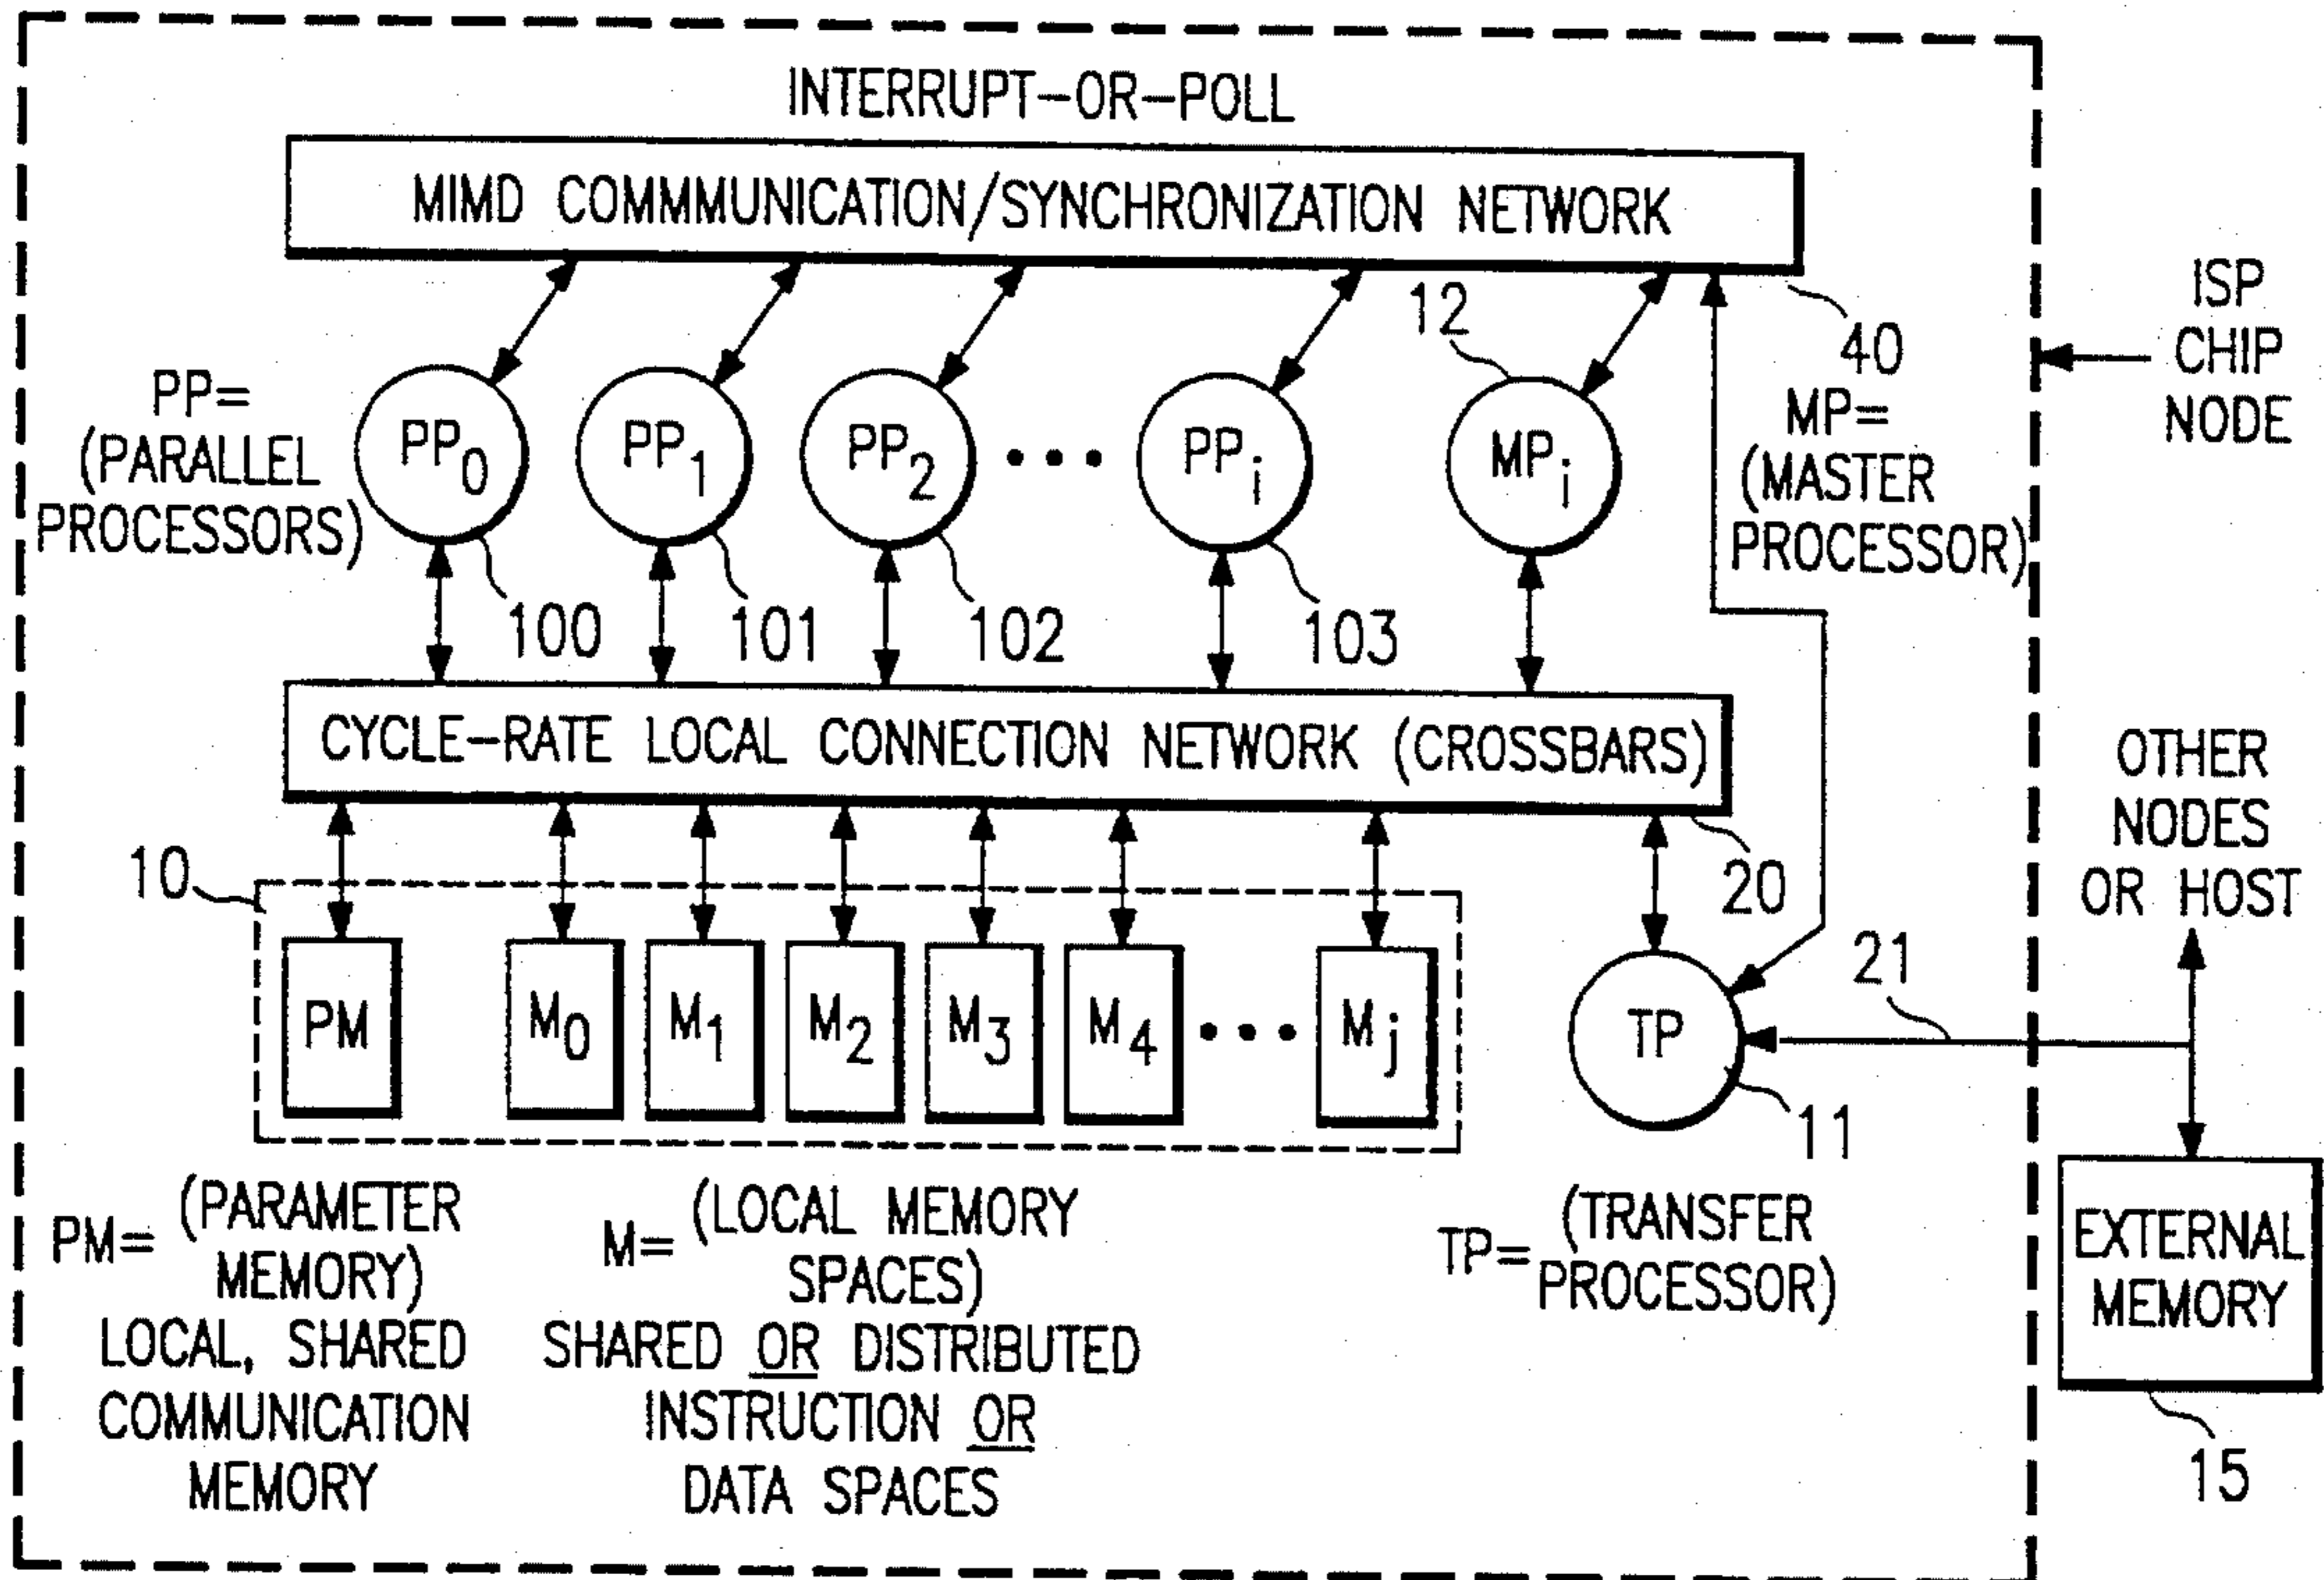 INTERRUPT-OR-POLL
MIMD COMMMUNICATION/SYNCHRONIZATION NETWORK
40
12
ISP
CHIP
NODE
PP=
(PARALLEL
PROCESSORS)
PP0
PP1
PP2
•••
PPi
MPi
MP=
(MASTER
PROCESSOR)
100
101
102
103
CYCLE-RATE LOCAL CONNECTION NETWORK (CROSSBARS)
20
10
PM
M0
M1
M2
M3
M4
•••
Mj
TP
11
21
OTHER
NODES
OR HOST
EXTERNAL
MEMORY
15
PM= (PARAMETER
MEMORY)
LOCAL, SHARED
COMMUNICATION
MEMORY
M= (LOCAL MEMORY
SPACES)
SHARED OR DISTRIBUTED
INSTRUCTION OR
DATA SPACES
TP= (TRANSFER
PROCESSOR)